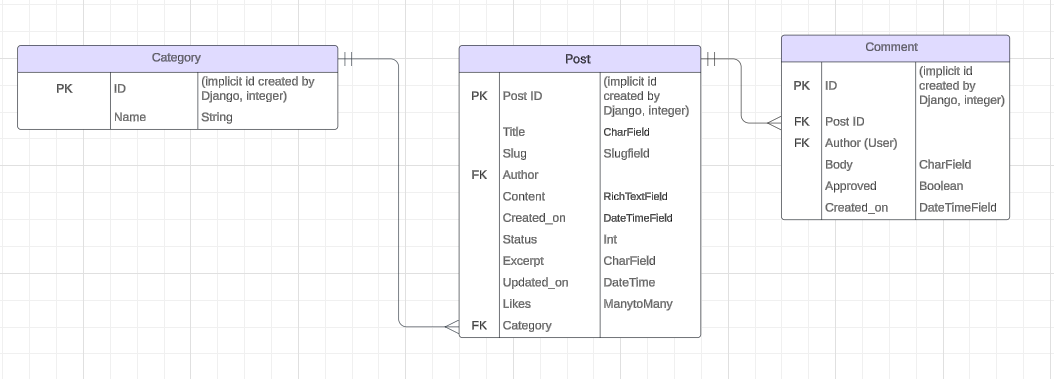 Category
PK ID (implicit id created by
Django, integer)
Name String
Post
PK Post ID (implicit id
created by
Django, integer)
Title CharField
Slug Slugfield
FK Author
Content RichTextField
Created_on DateTimeField
Status Int
Excerpt CharField
Updated_on DateTime
Likes ManytoMany
FK Category
Comment
PK ID (implicit id
created by
Django, integer)
FK Post ID
FK Author (User)
Body CharField
Approved Boolean
Created_on DateTimeField